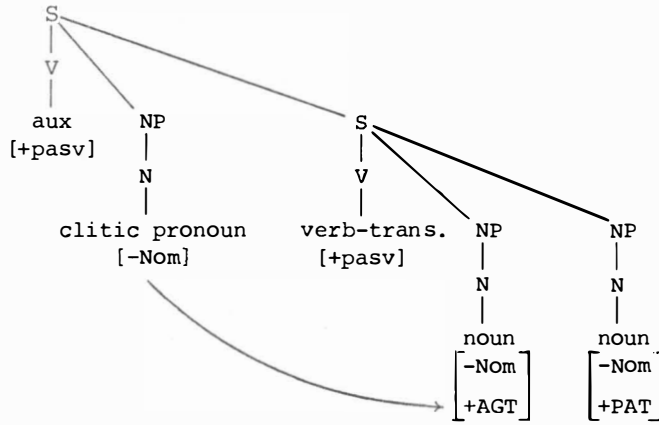 S
V
aux NP S
[+pasv]
N V
clitic pronoun verb-trans. NP NP
[-Nom] [+pasv]
N N
noun noun
[-Nom [-Nom
+AGT] +PAT]